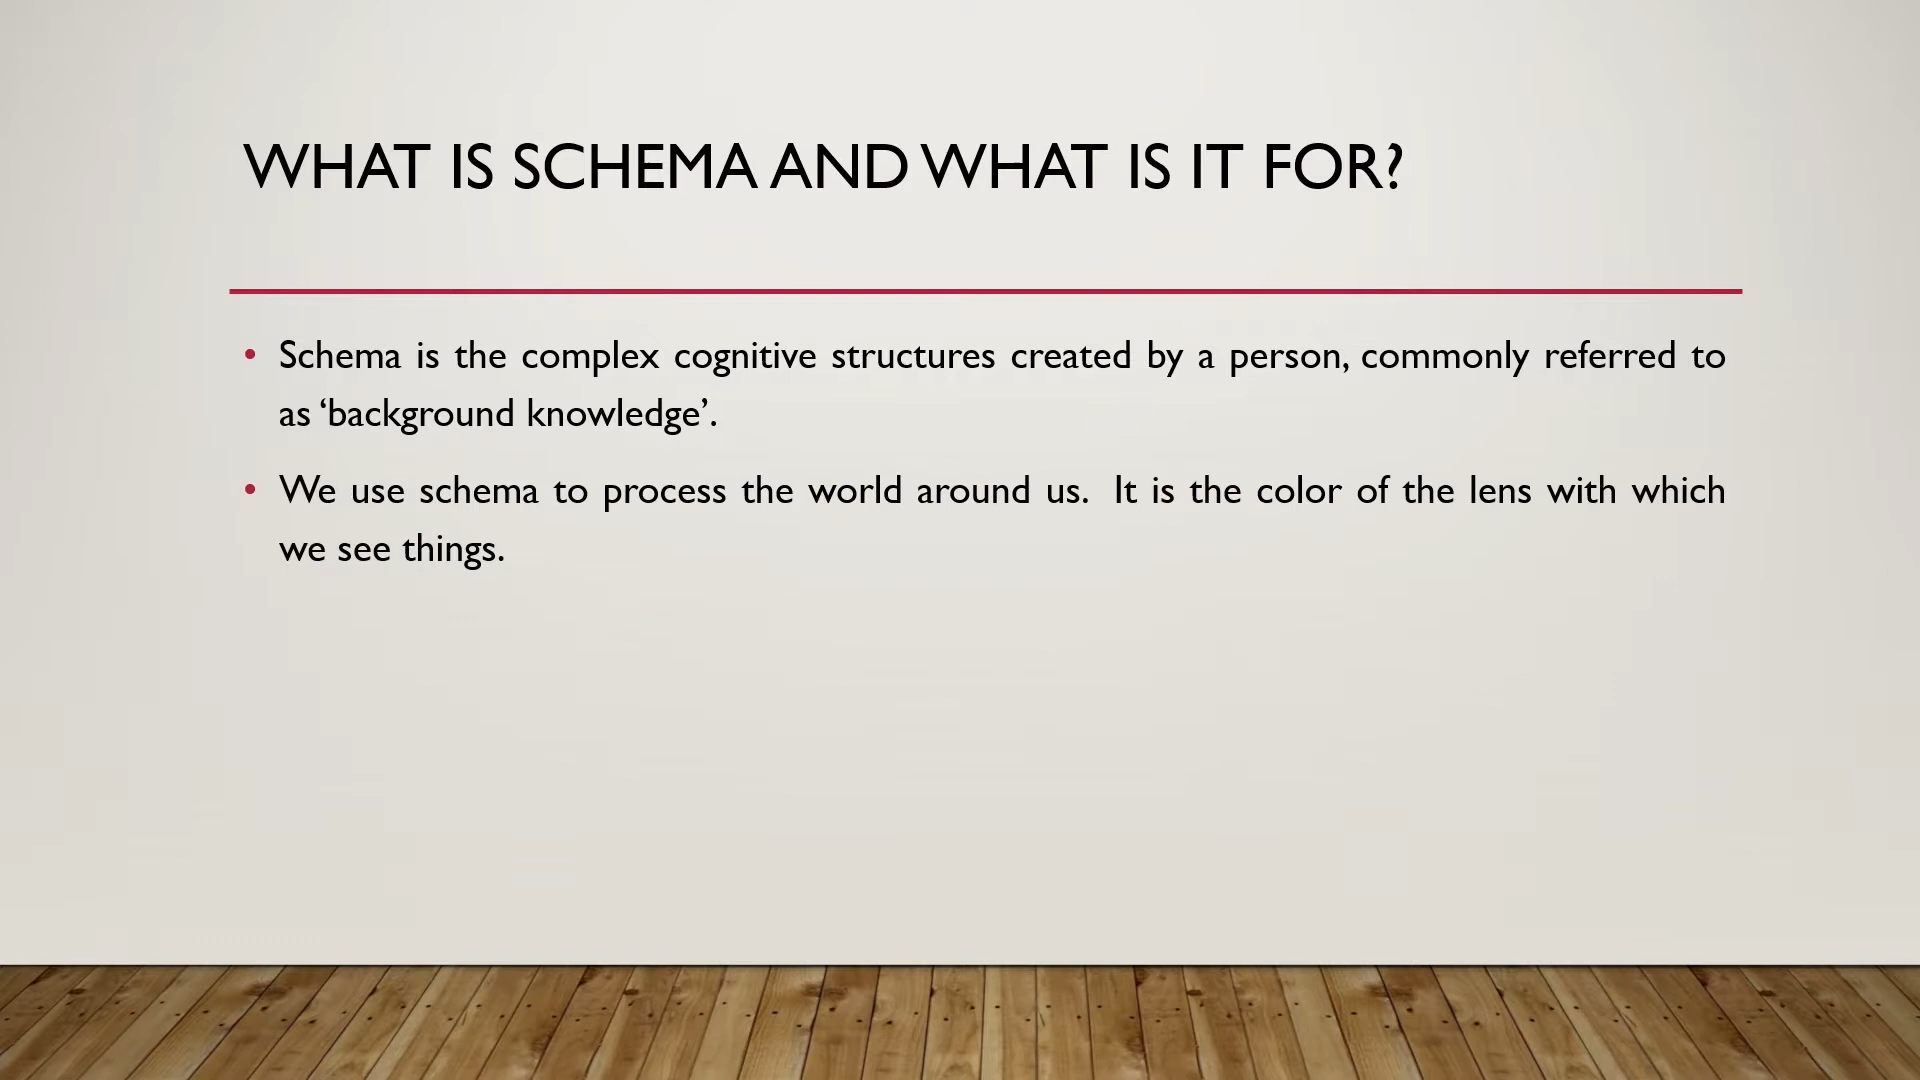 WHAT IS SCHEMA AND WHAT IS IT FOR?
• Schema is the complex cognitive structures created by a person, commonly referred to
as ‘background knowledge’.
• We use schema to process the world around us.  It is the color of the lens with which
we see things.